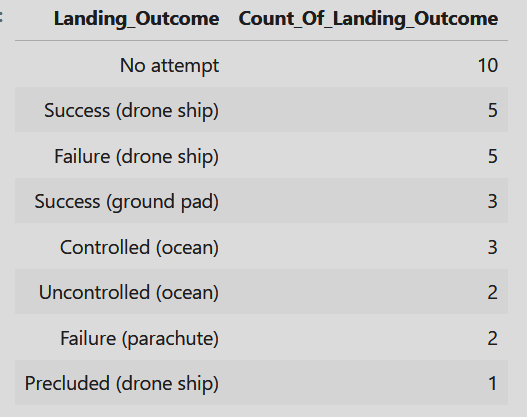 Landing_Outcome Count_Of_Landing_Outcome
No attempt 10
Success (drone ship) 5
Failure (drone ship) 5
Success (ground pad) 3
Controlled (ocean) 3
Uncontrolled (ocean) 2
Failure (parachute) 2
Precluded (drone ship) 1